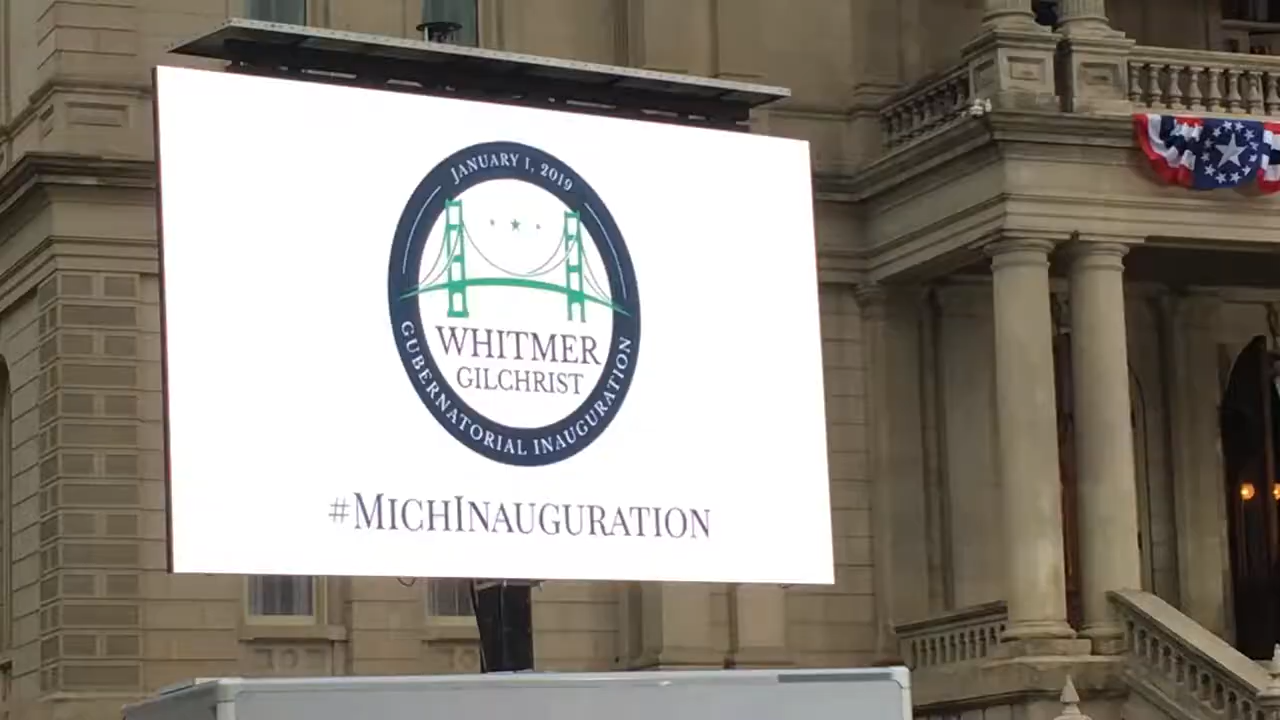 JANUARY 1, 2019
WHITMER
GILCHRIST
GUBERNATORIAL INAUGURATION
#MICHINAUGURATION